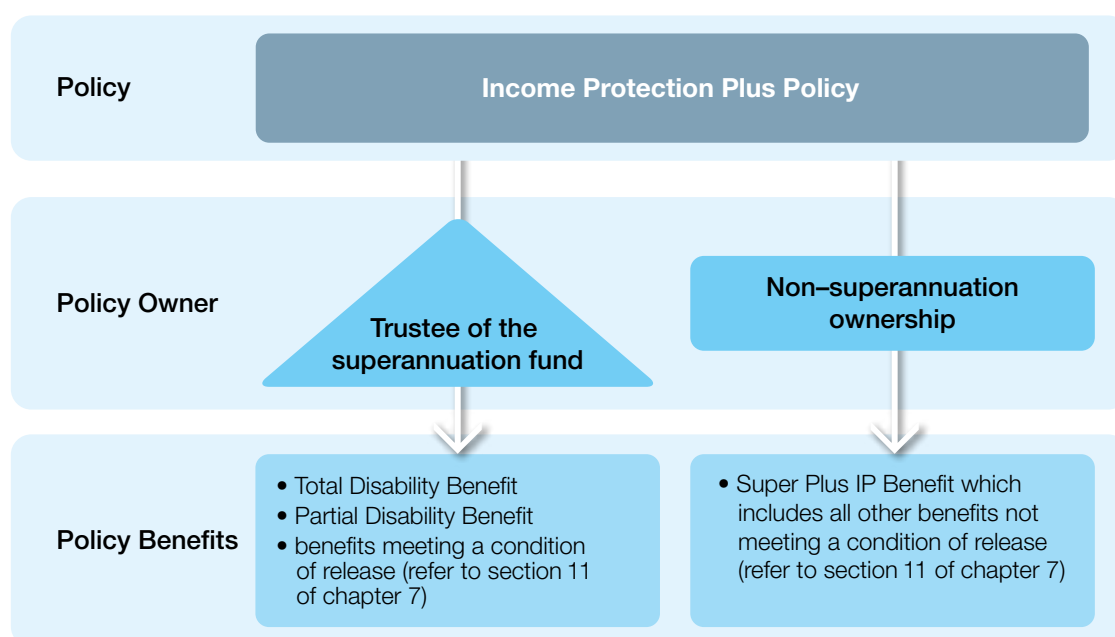 Policy
Income Protection Plus Policy
Policy Owner
Trustee of the
superannuation fund
Non–superannuation
ownership
Policy Benefits
• Total Disability Benefit
• Partial Disability Benefit
• benefits meeting a condition
of release (refer to section 11
of chapter 7)
• Super Plus IP Benefit which
includes all other benefits not
meeting a condition of release
(refer to section 11 of chapter 7)